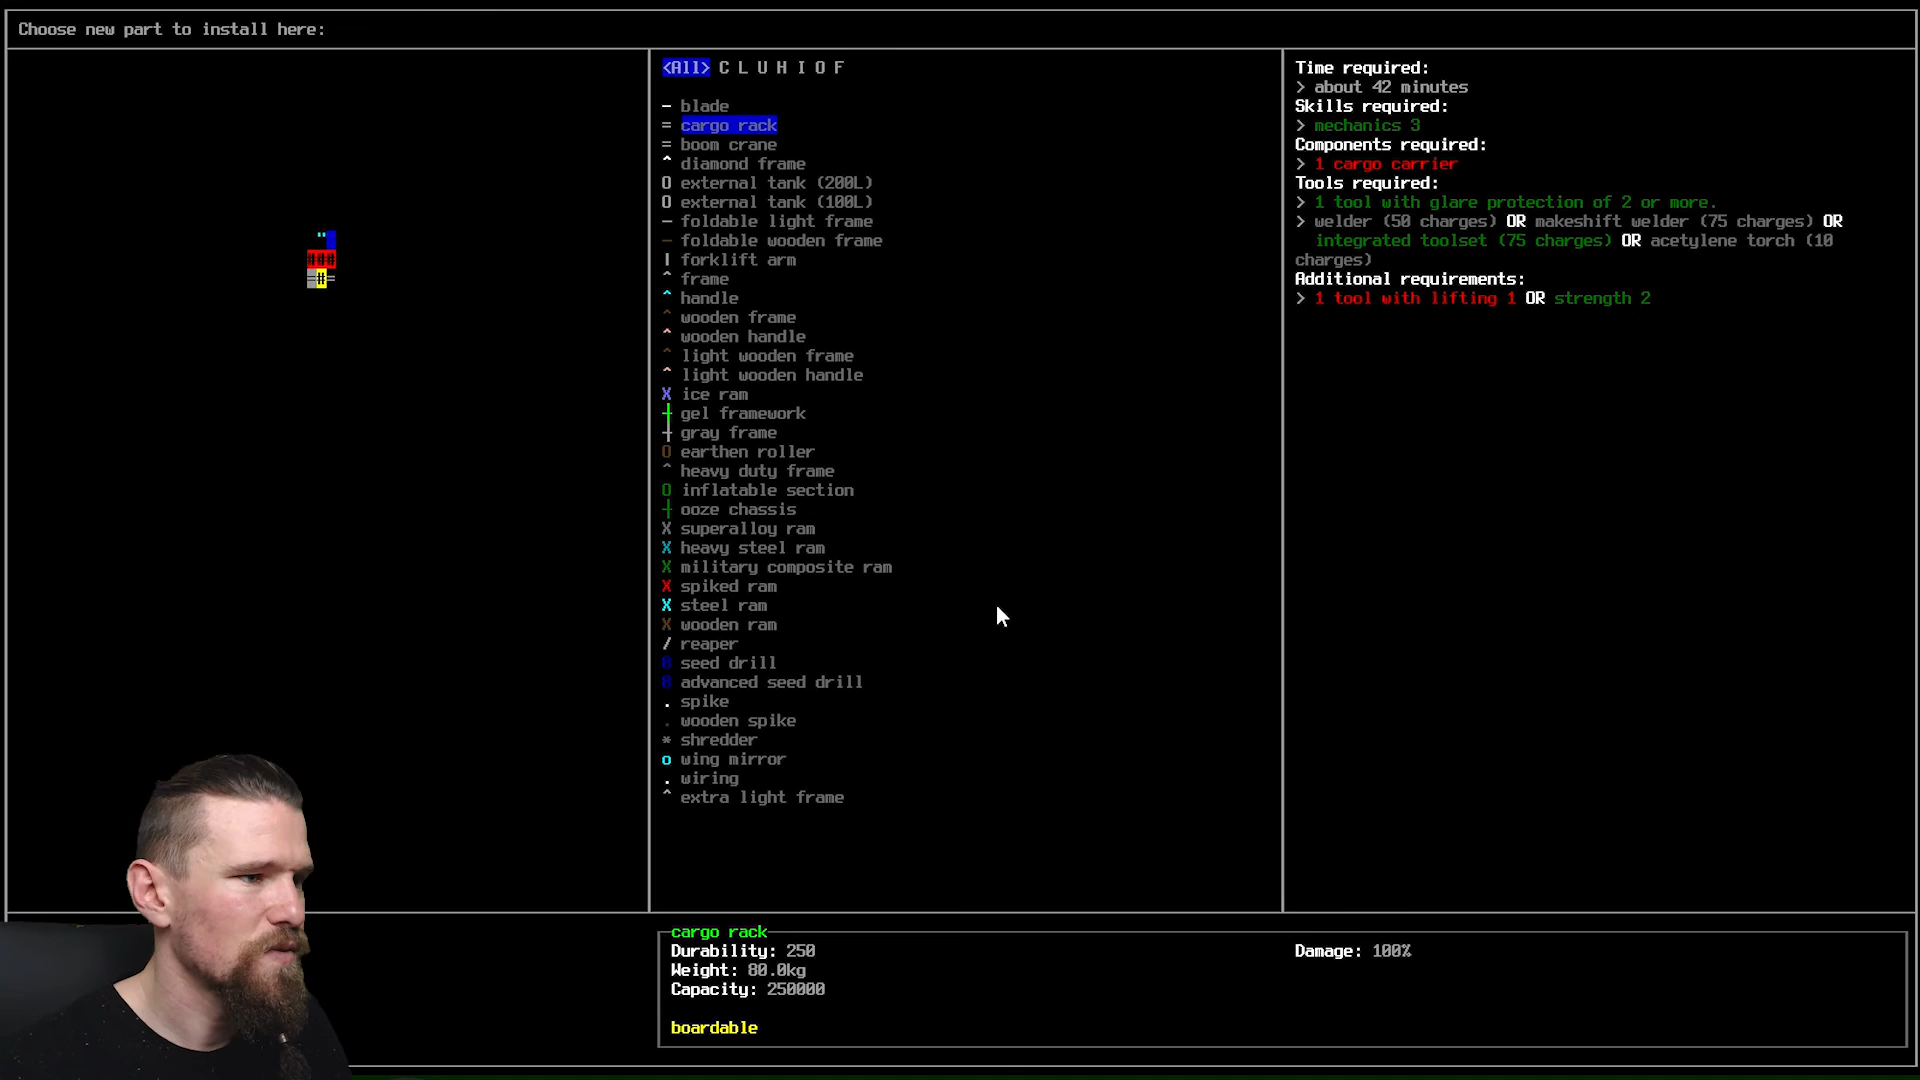 Choose new part to install here:
<All> C L U H I O F
- blade
= cargo rack
= boom crane
^ diamond frame
O external tank (200L)
O external tank (100L)
- foldable light frame
- foldable wooden frame
| forklift arm
^ frame
^ handle
^ wooden frame
^ wooden handle
^ light wooden frame
^ light wooden handle
X ice ram
┼ gel framework
┼ gray frame
O earthen roller
^ heavy duty frame
O inflatable section
┼ ooze chassis
X superalloy ram
X heavy steel ram
X military composite ram
X spiked ram
X steel ram
X wooden ram
/ reaper
8 seed drill
8 advanced seed drill
. spike
. wooden spike
* shredder
o wing mirror
. wiring
^ extra light frame
Time required:
> about 42 minutes
Skills required:
> mechanics 3
Components required:
> 1 cargo carrier
Tools required:
> 1 tool with glare protection of 2 or more.
> welder (50 charges) OR makeshift welder (75 charges) OR
integrated toolset (75 charges) OR acetylene torch (10
charges)
Additional requirements:
> 1 tool with lifting 1 OR strength 2
"
###
=#=
cargo rack
Durability: 250
Weight: 80.0kg
Capacity: 250000
boardable
Damage: 100%